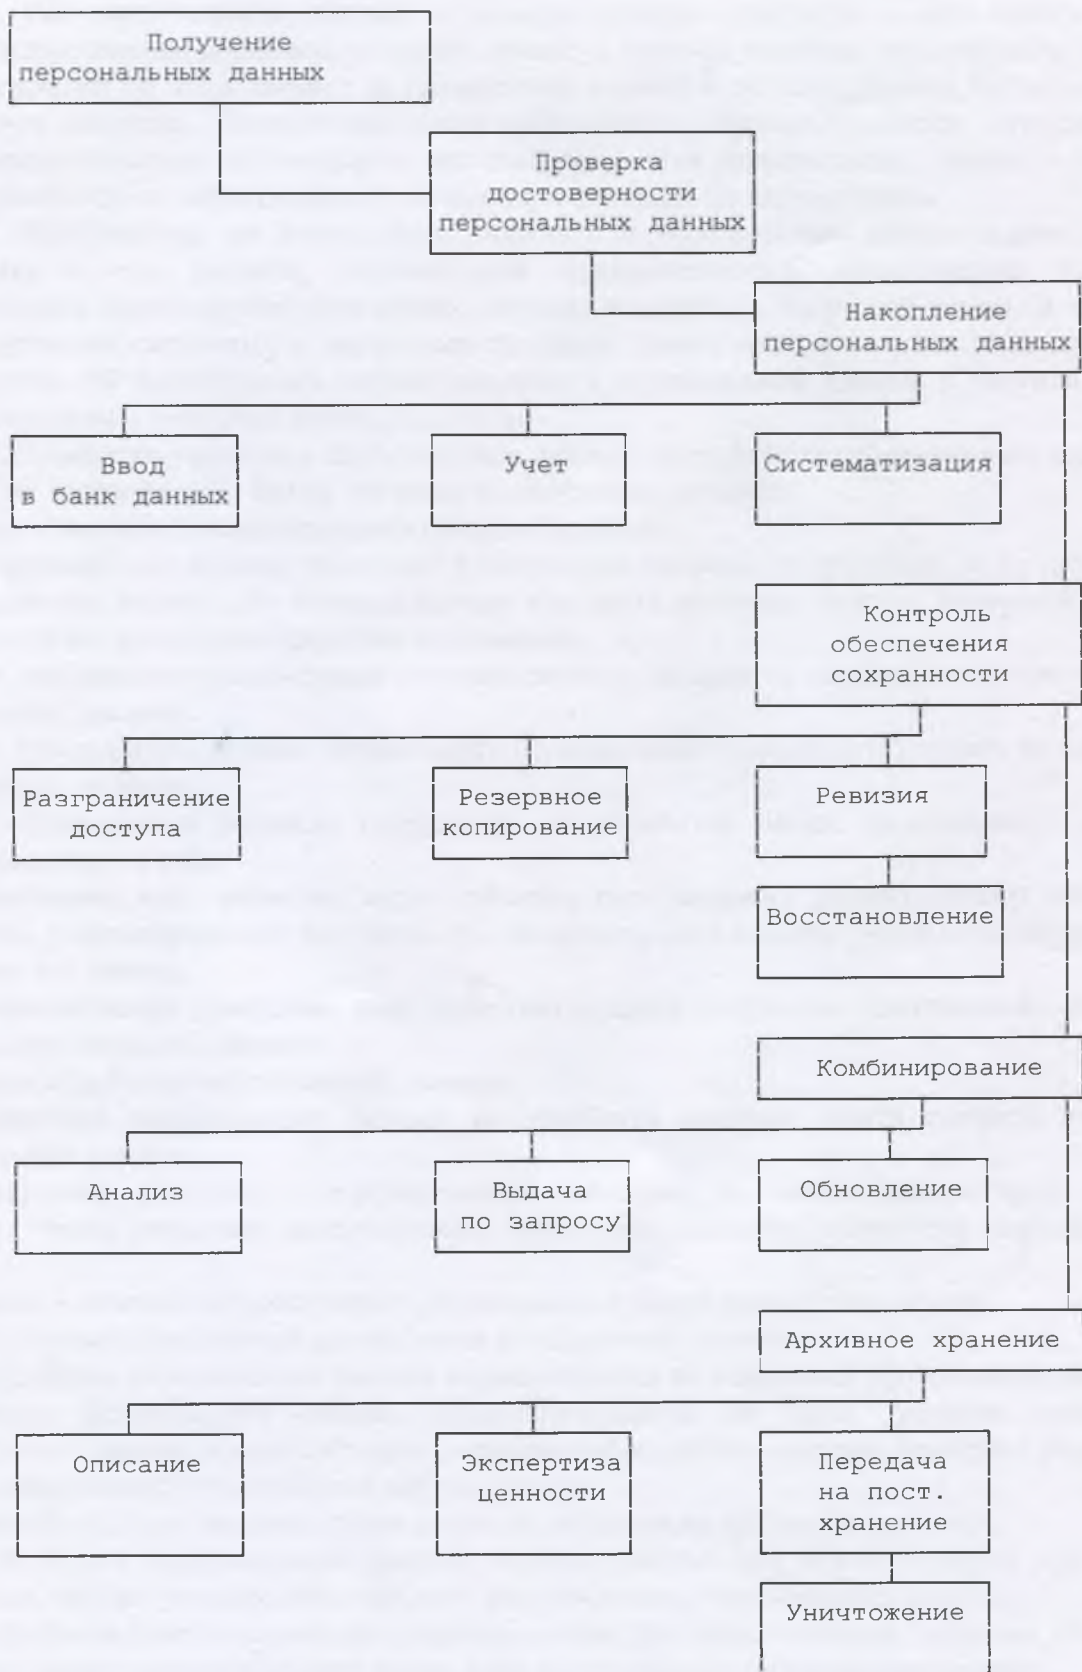 Получение
персональных данных
Проверка
достоверности
персональных данных
Накопление
персональных данных
Ввод
в банк данных
Учет
Систематизация
Контроль
обеспечения
сохранности
Разграничение
доступа
Резервное
копирование
Ревизия
Восстановление
Комбинирование
Анализ
Выдача
по запросу
Обновление
Архивное хранение
Описание
Экспертиза
ценности
Передача
на пост.
хранение
Уничтожение